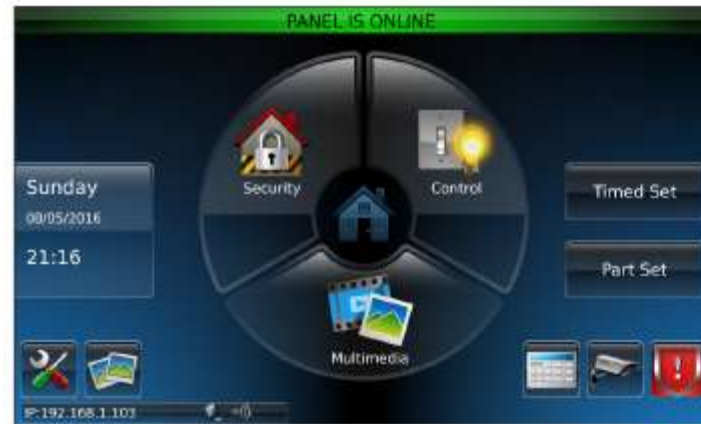 PANEL IS ONLINE
Security
Control
Sunday
08/05/2016
21:16
Timed Set
Part Set
Multimedia
IP:192.168.1.103